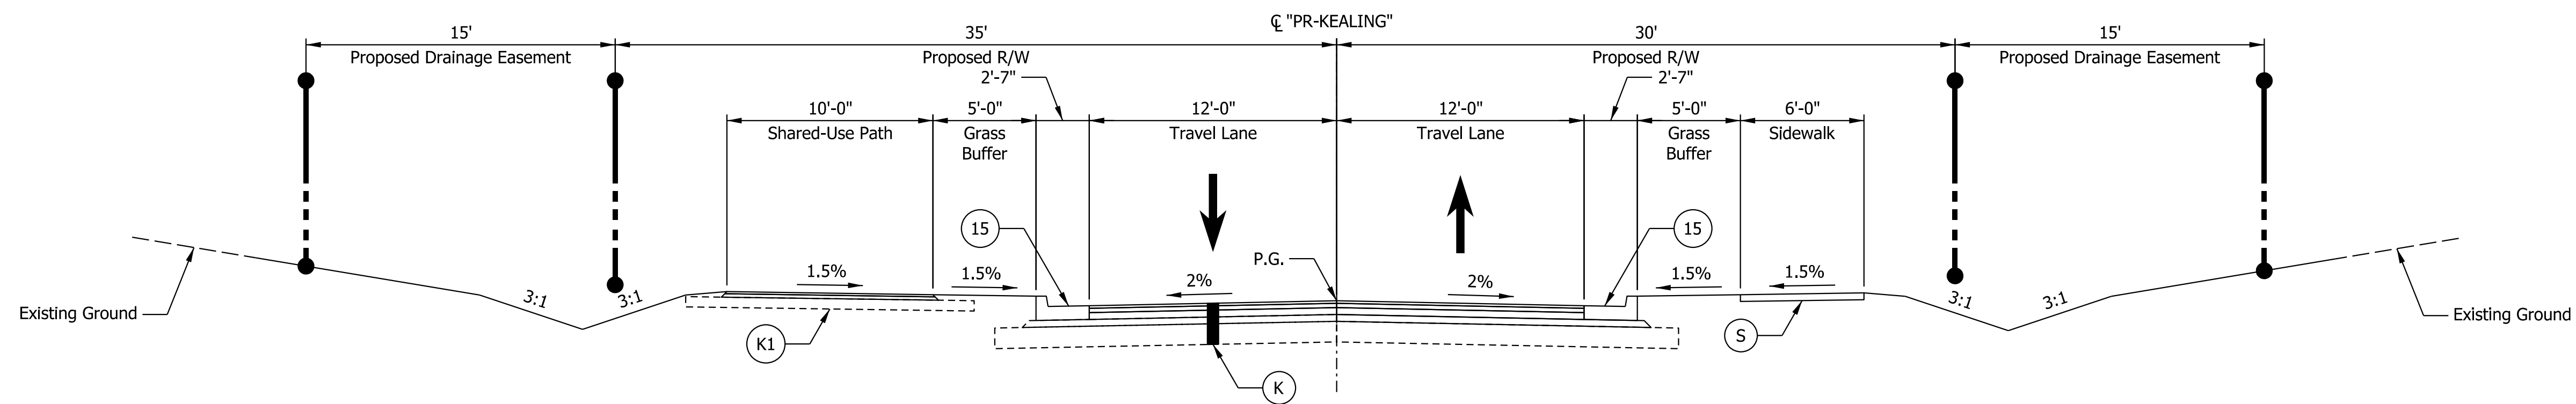 ℄ "PR-KEALING"
15'
35'
30'
15'
Proposed Drainage Easement
Proposed R/W
Proposed R/W
Proposed Drainage Easement
2'-7"
2'-7"
10'-0"
5'-0"
12'-0"
12'-0"
5'-0"
6'-0"
Shared-Use Path
Grass
Buffer
Travel Lane
Travel Lane
Grass
Buffer
Sidewalk
15
15
P.G.
1.5%
1.5%
2%
2%
1.5%
1.5%
3:1
3:1
3:1
3:1
Existing Ground
Existing Ground
K1
S
K